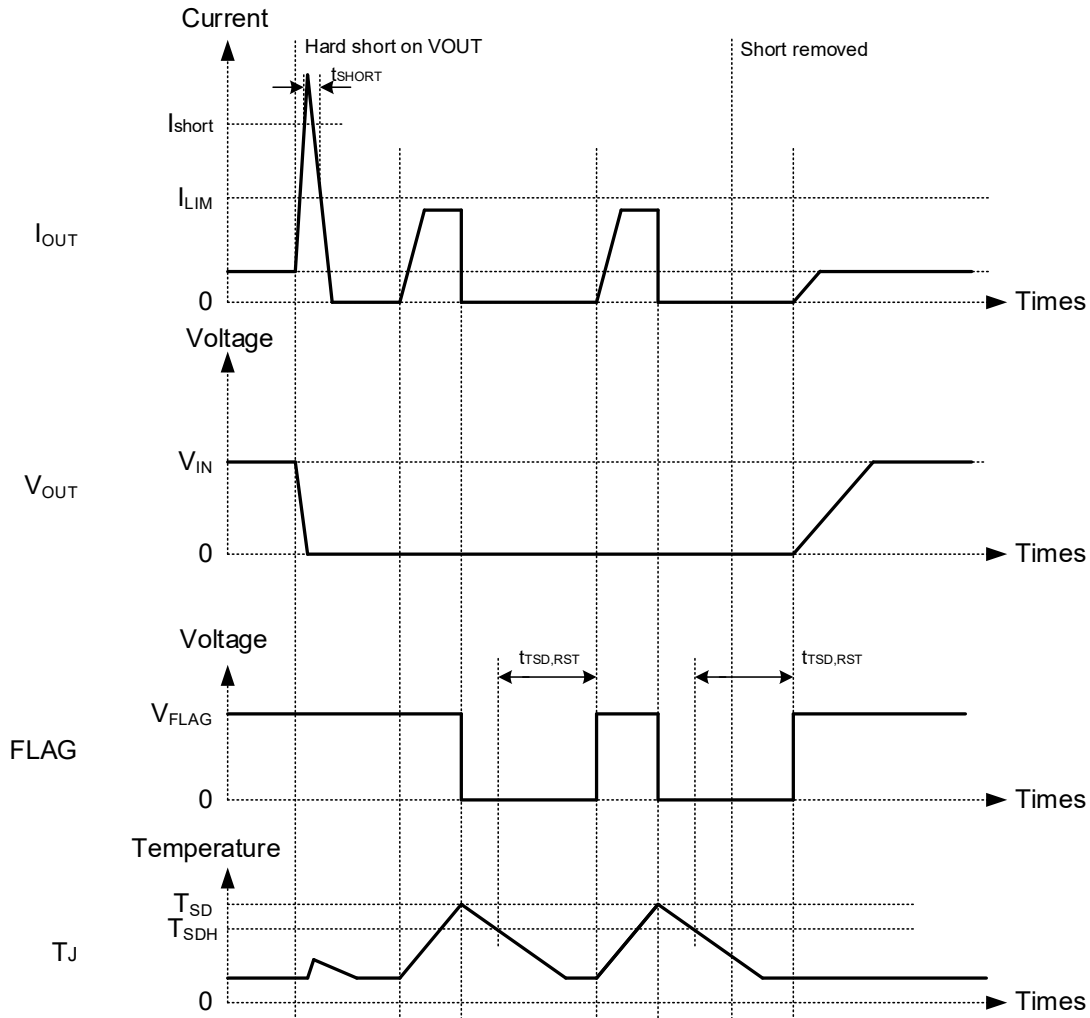 Current
Hard short on VOUT
Short removed
tSHORT
Ishort
ILIM
IOUT
0
Times
Voltage
VIN
VOUT
0
Times
Voltage
tTSD,RST
tTSD,RST
VFLAG
FLAG
0
Times
Temperature
TSD
TSDH
TJ
0
Times